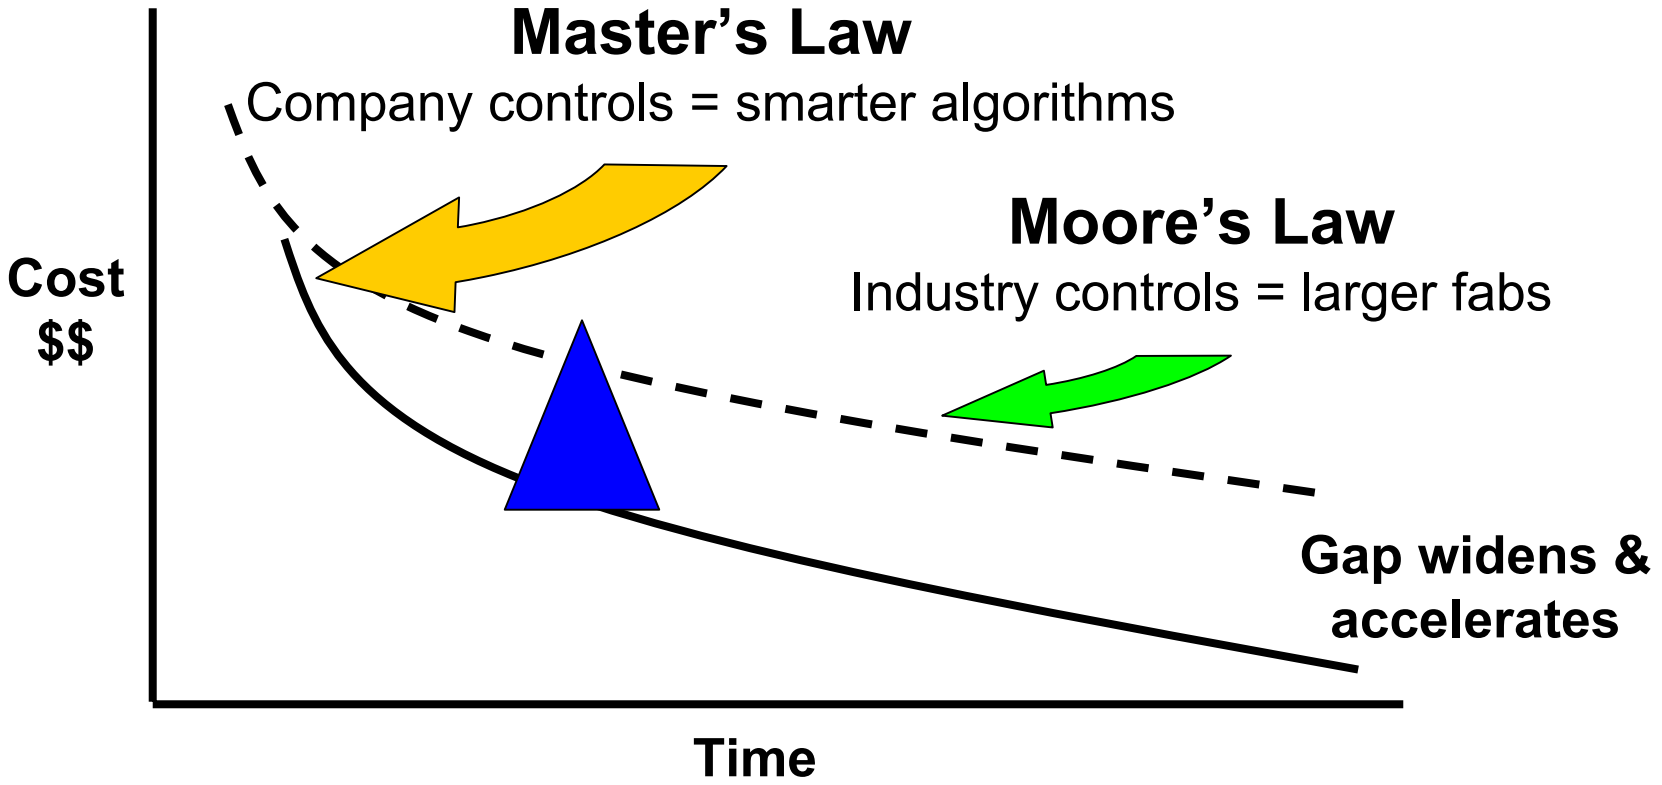 Master’s Law
Company controls = smarter algorithms
Moore’s Law
Industry controls = larger fabs
Cost
$$
Gap widens &
accelerates
Time